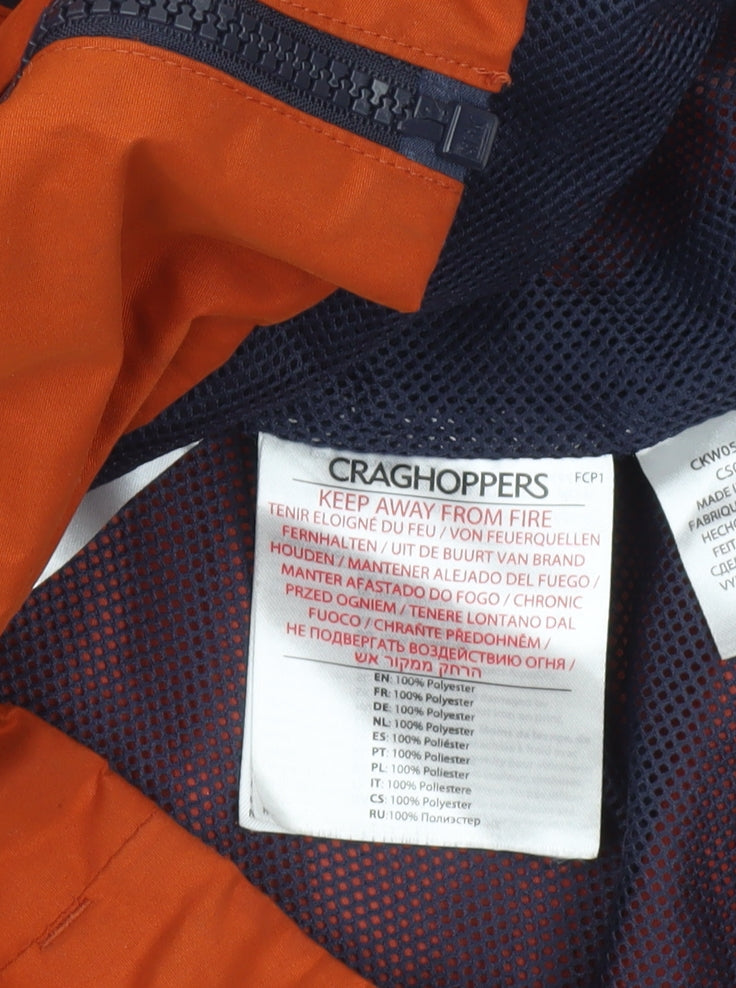 CRAGHOPPERS FCP1
KEEP AWAY FROM FIRE
TENIR ELOIGNÉ DU FEU / VON FEUERQUELLEN
FERNHALTEN / UIT DE BUURT VAN BRAND
HOUDEN / MANTENER ALEJADO DEL FUEGO /
MANTER AFASTADO DO FOGO / CHRONIC
PRZED OGNIEM / TENERE LONTANO DAL
FUOCO / CHRAŇTE PŘEDOHNĚM /
НЕ ПОДВЕРГАТЬ ВОЗДЕЙСТВИЮ ОГНЯ /
הרחק ממקור אש
EN: 100% Polyester
FR: 100% Polyester
DE: 100% Polyester
NL: 100% Polyester
ES: 100% Poliéster
PT: 100% Poliéster
PL: 100% Poliester
IT: 100% Poliestere
CS: 100% Polyester
RU:100% Полиэстер
CKW05
MADE
FABRIQU
HECHO
FEIT